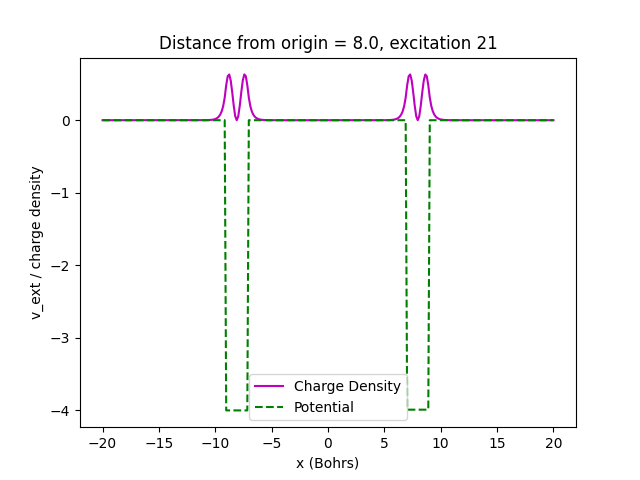 Distance from origin = 8.0, excitation 21
v_ext / charge density
0
−1
−2
−3
−4
Charge Density
Potential
−20
−15
−10
−5
0
5
10
15
20
x (Bohrs)